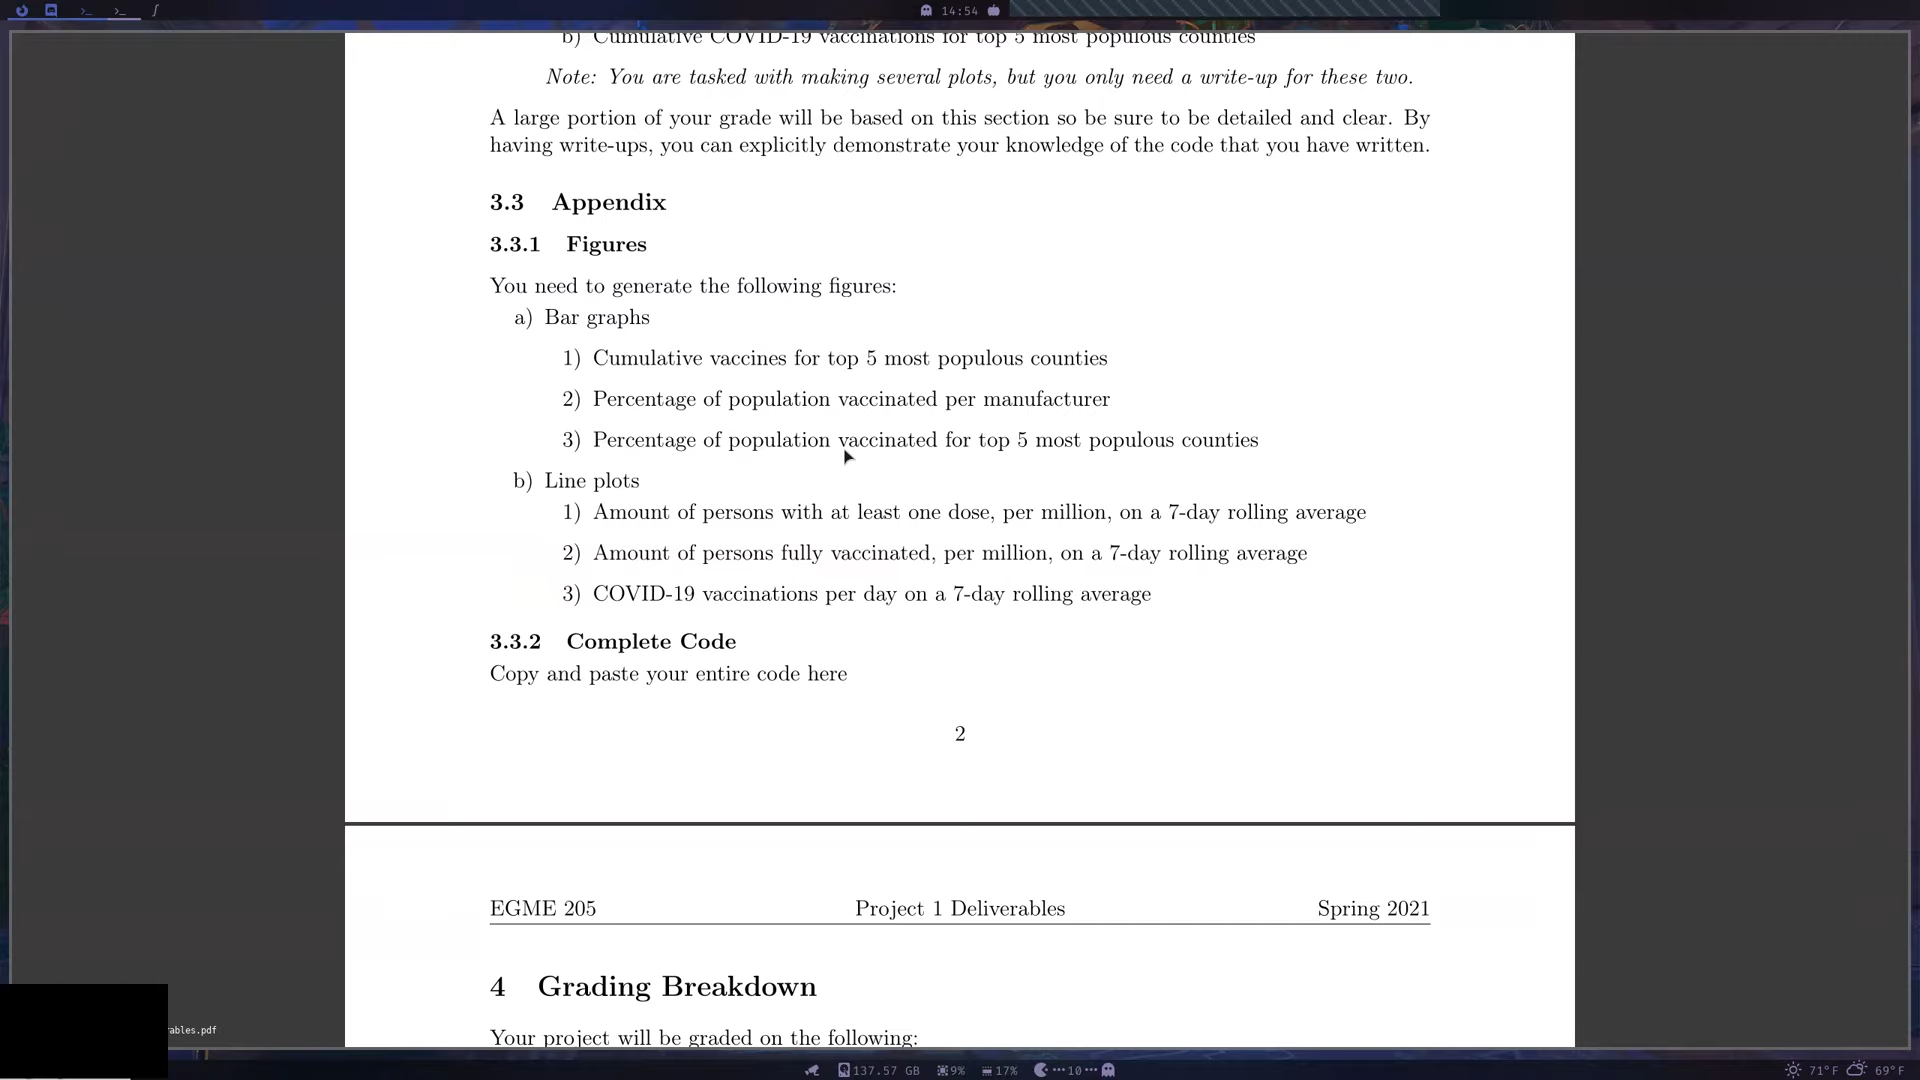 14:54
b) Cumulative COVID-19 vaccinations for top 5 most populous counties
Note: You are tasked with making several plots, but you only need a write-up for these two.
A large portion of your grade will be based on this section so be sure to be detailed and clear. By
having write-ups, you can explicitly demonstrate your knowledge of the code that you have written.
3.3 Appendix
3.3.1 Figures
You need to generate the following figures:
a) Bar graphs
1) Cumulative vaccines for top 5 most populous counties
2) Percentage of population vaccinated per manufacturer
3) Percentage of population vaccinated for top 5 most populous counties
b) Line plots
1) Amount of persons with at least one dose, per million, on a 7-day rolling average
2) Amount of persons fully vaccinated, per million, on a 7-day rolling average
3) COVID-19 vaccinations per day on a 7-day rolling average
3.3.2 Complete Code
Copy and paste your entire code here
2
EGME 205 Project 1 Deliverables Spring 2021
4 Grading Breakdown
Your project will be graded on the following:
ables.pdf
137.57 GB 9% 17% 10 71°F 69°F